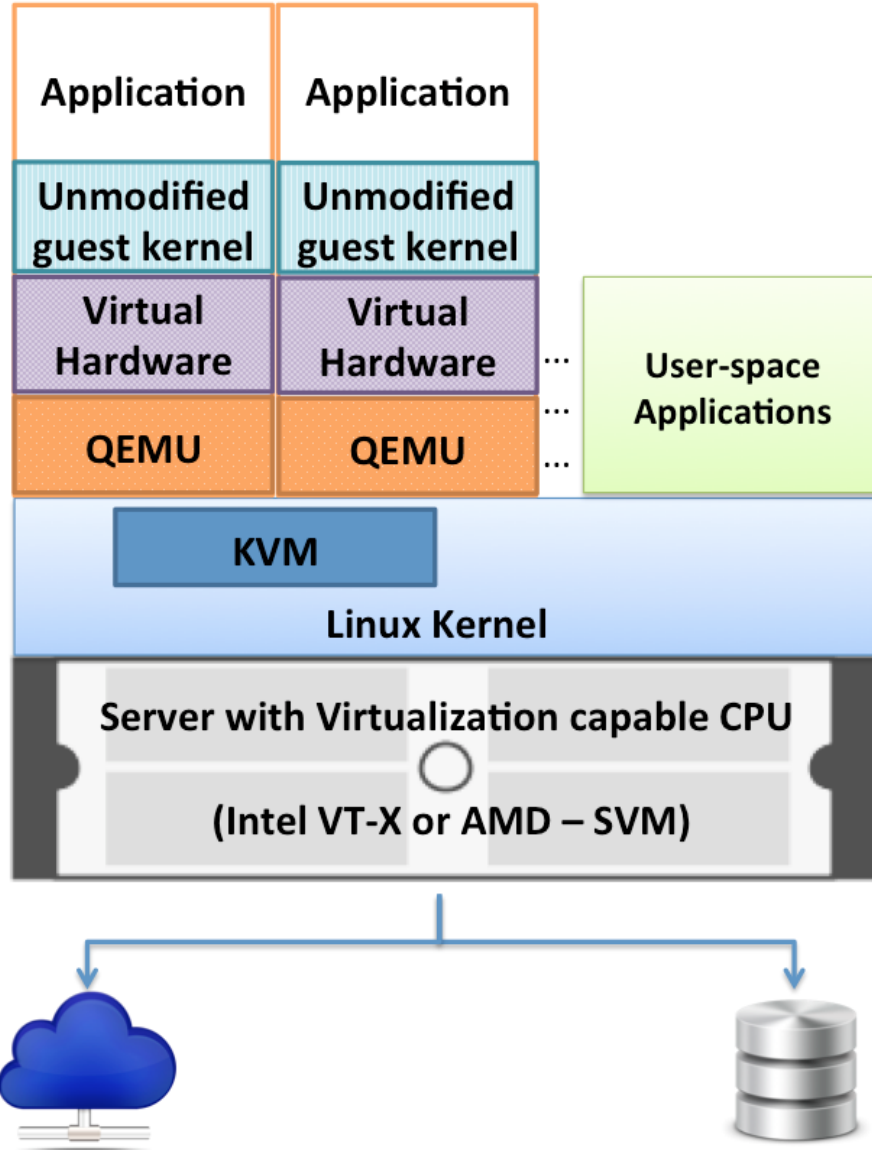 Application
Application
Unmodified
guest kernel
Unmodified
guest kernel
Virtual
Hardware
Virtual
Hardware
QEMU
QEMU
...
...
...
User-space
Applications
KVM
Linux Kernel
Server with Virtualization capable CPU
(Intel VT-X or AMD – SVM)